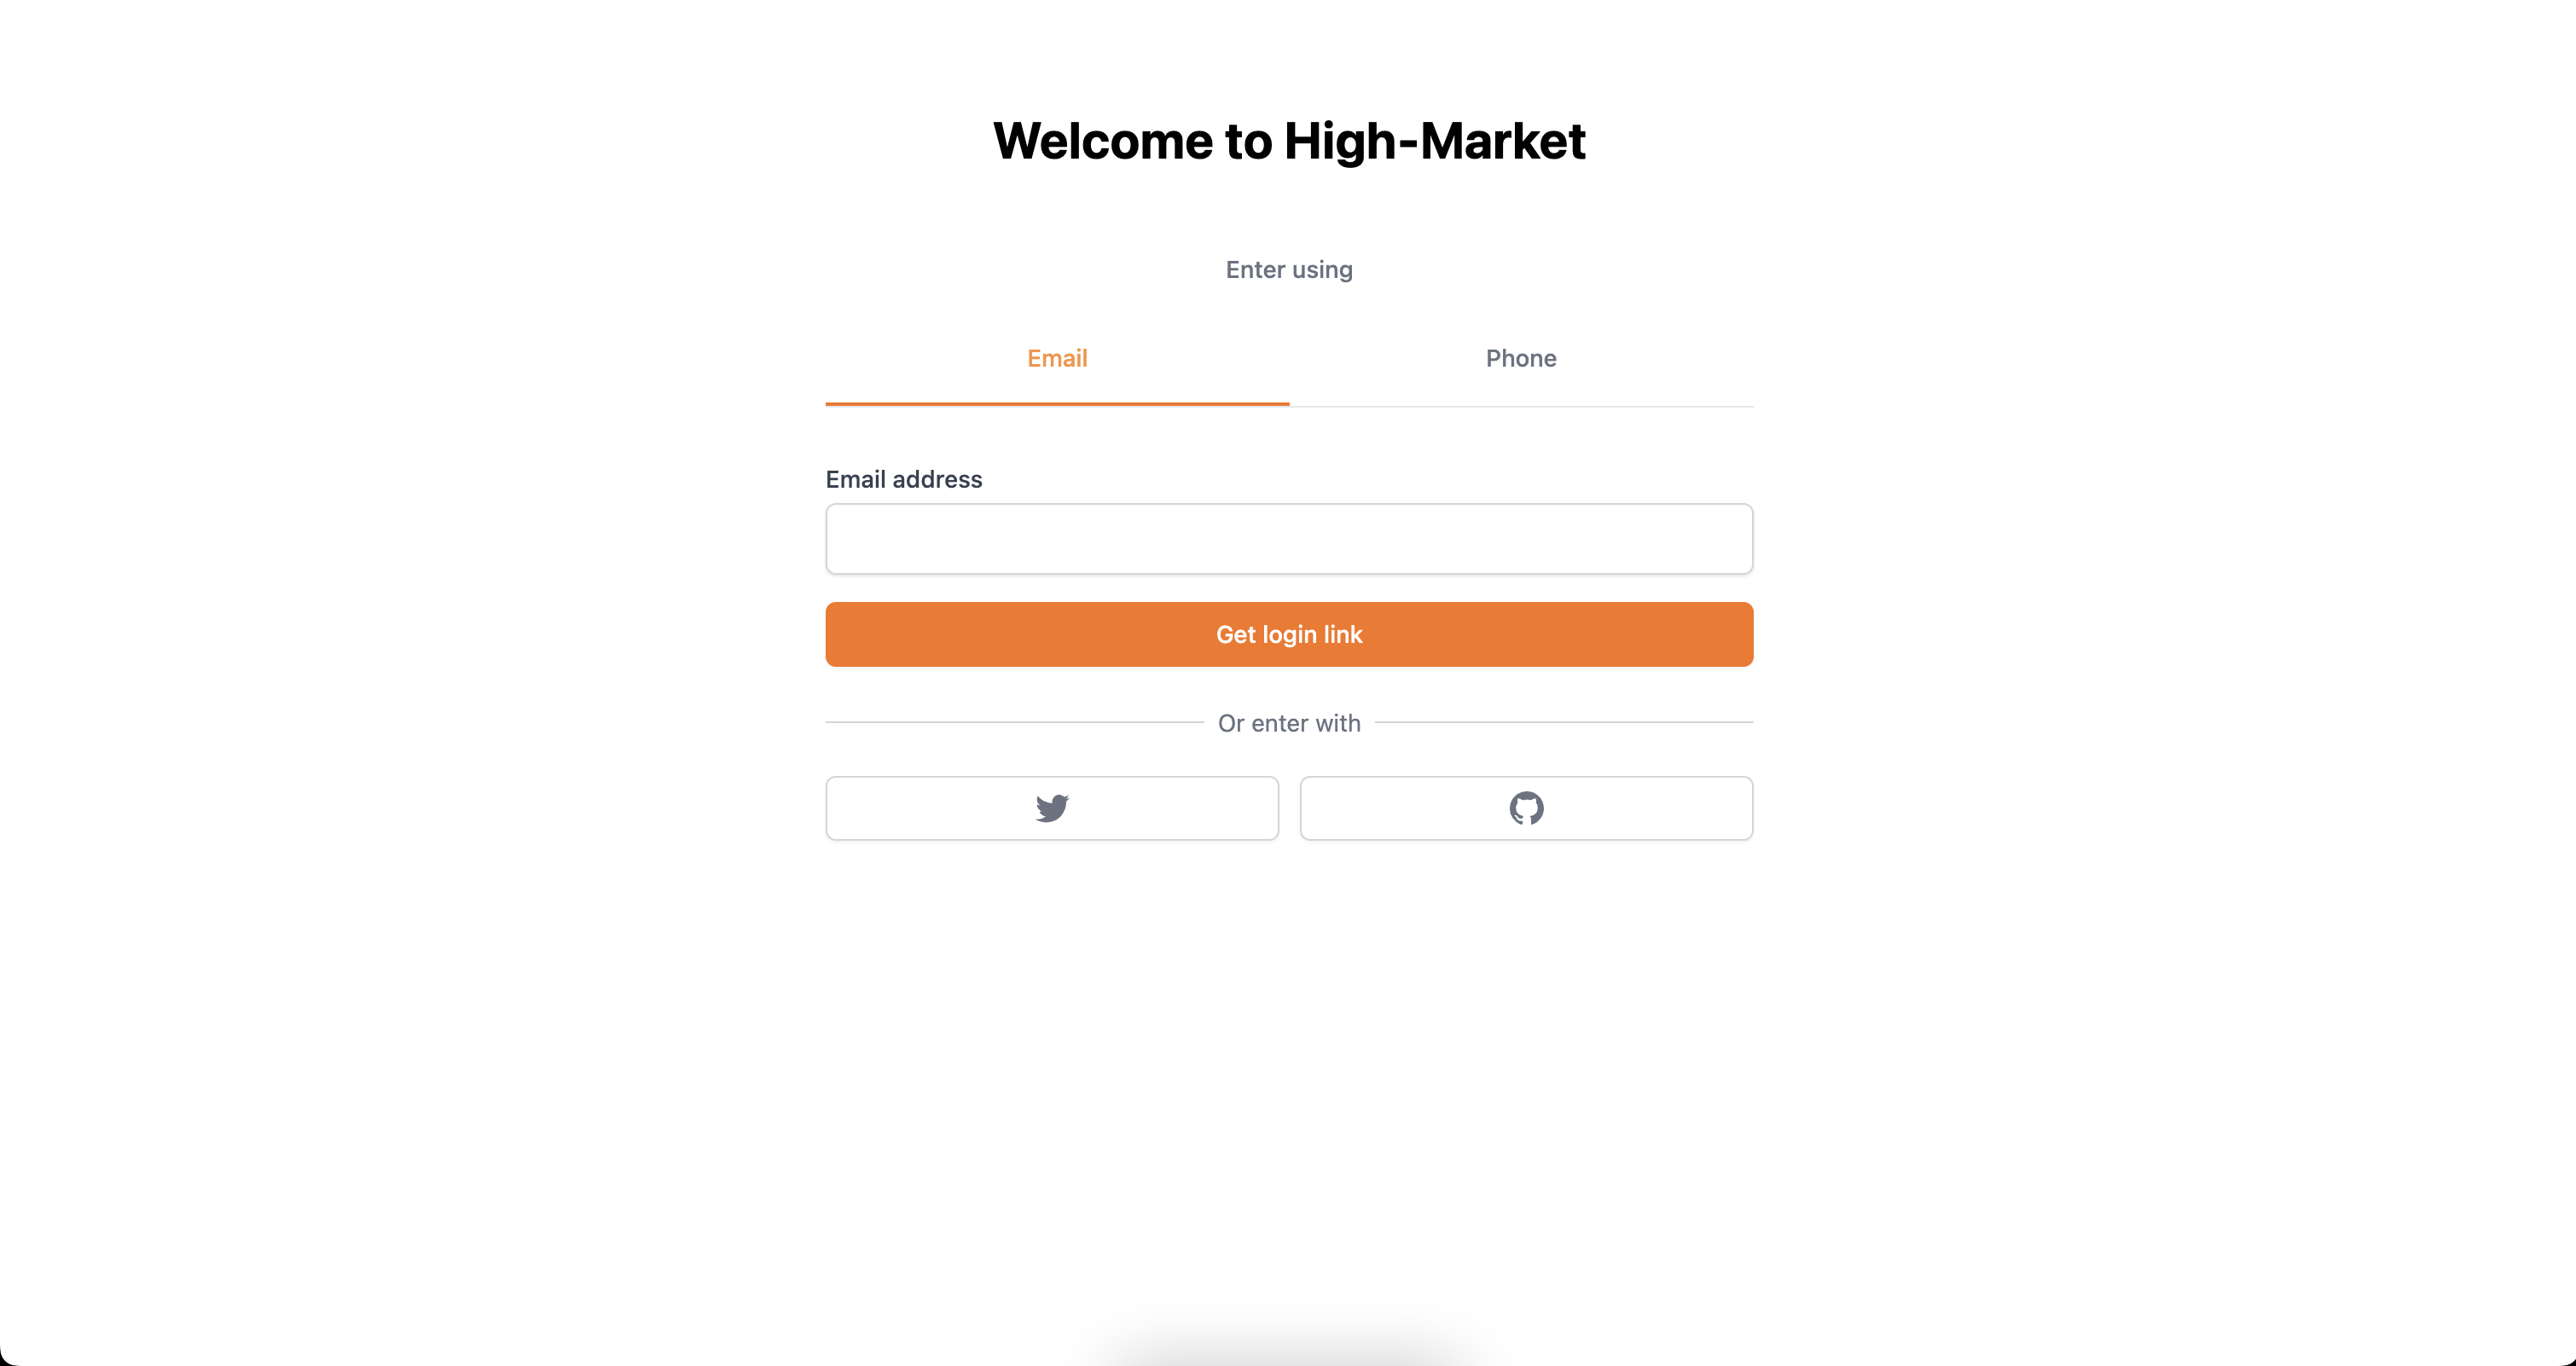 Welcome to High-Market
Enter using
Email
Phone
Email address
Get login link
Or enter with